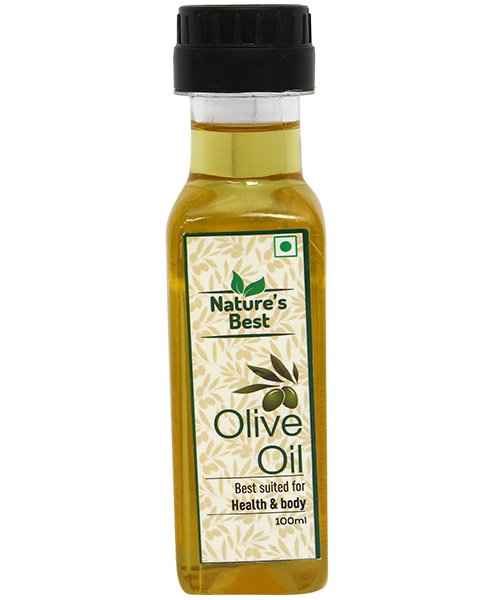 Nature's
Best
Olive
Oil
Best suited for
Health & body
100ml